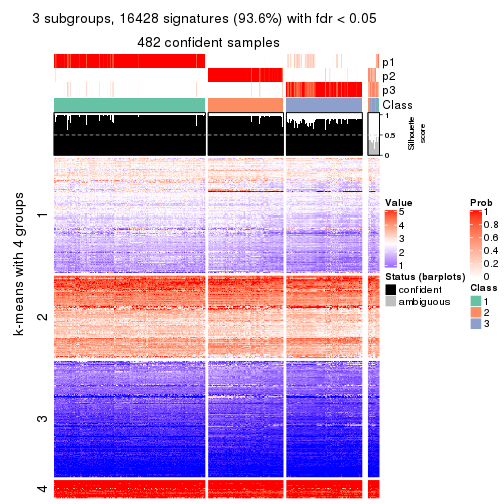 3 subgroups, 16428 signatures (93.6%) with fdr < 0.05
482 confident samples
p1
p2
p3
Class
1
0.5
0
Silhouette
score
k-means with 4 groups
1
2
3
4
Value
5
4
3
2
1
Status (barplots)
confident
ambiguous
Prob
1
0.8
0.6
0.4
0.2
0
Class
1
2
3